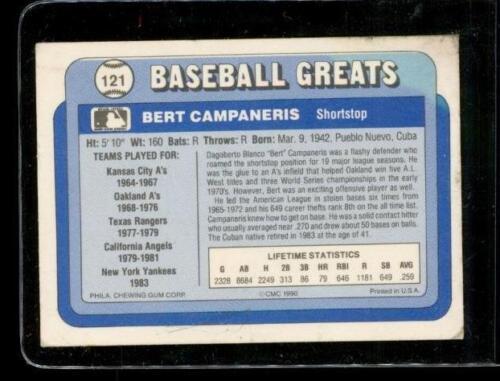 121 BASEBALL GREATS
BERT CAMPANERIS Shortstop
Ht: 5' 10" Wt: 160 Bats: R Throws: R Born: Mar. 9, 1942, Pueblo Nuevo, Cuba
TEAMS PLAYED FOR:
Kansas City A's
1964-1967
Oakland A's
1968-1976
Texas Rangers
1977-1979
California Angels
1979-1981
New York Yankees
1983
Dagoberto Blanco "Bert" Campaneris was a flashy defender who
roamed the shortstop position for 19 major league seasons. He
was the glue to an A's infield that helped Oakland win five A.L.
West titles and three World Series championships in the early
1970's. However, Bert was an exciting offensive player as well.
He led the American League in stolen bases six times from
1965-1972 and his 649 career thefts rank 8th on the all time list.
Campaneris knew how to get on base. He was a solid contact hitter
who usually averaged near .270 and drew about 50 bases on balls.
The Cuban native retired in 1983 at the age of 41.
LIFETIME STATISTICS
G AB H 2B 3B HR RBI R SB AVG
2328 8684 2249 313 86 79 646 1181 649 .259
PHILA. CHEWING GUM CORP. ©CMC 1990 Printed in U.S.A.